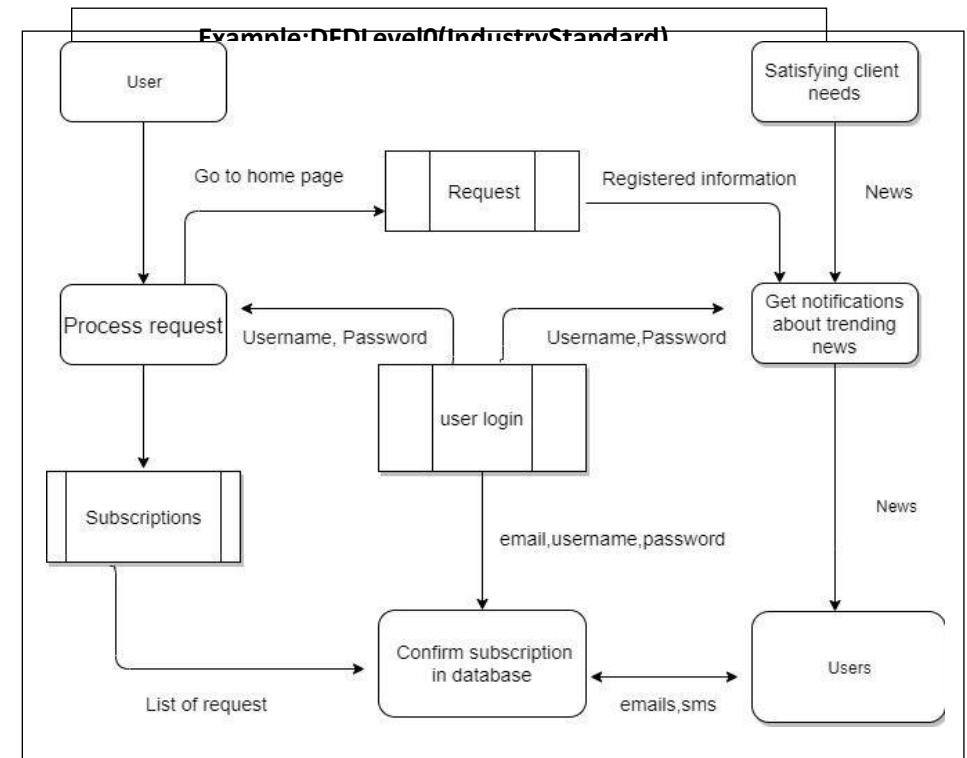 Example:DFDLevel0(IndustryStandard)
User
Satisfying client
needs
Go to home page
Request
Registered information
News
Process request
Username, Password
Username,Password
Get notifications
about trending
news
user login
Subscriptions
News
email,username,password
Confirm subscription
in database
Users
List of request
emails,sms